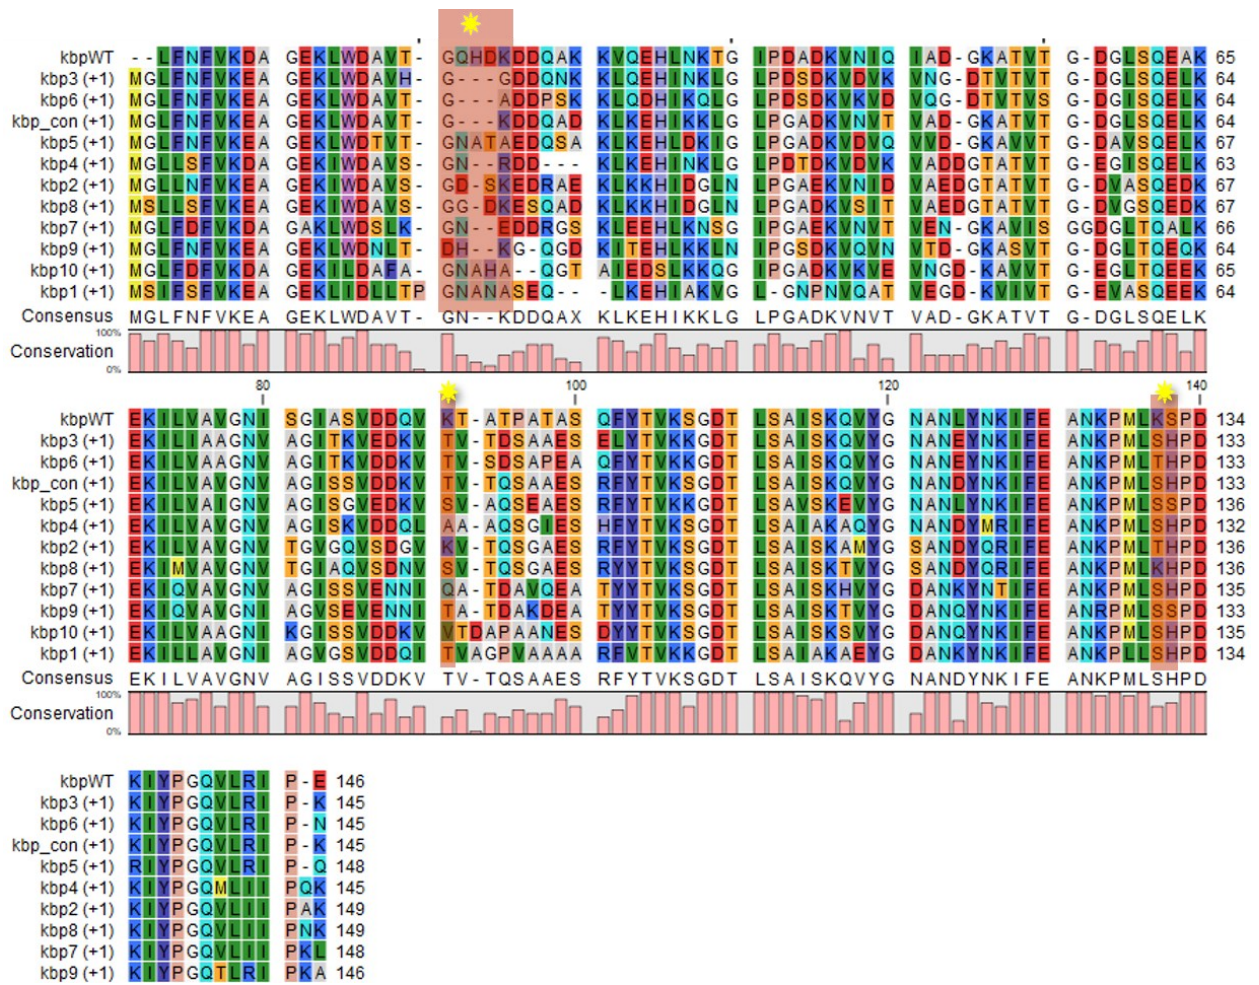 kbpWT --LFNFVKDA GEKLWDAVT- GQHDKDDQAK KVQEHLNKTG IPDADKVNIQ IAD-GKATVT G-DGLSQEAK 65
kbp3 (+1) MGLFNFVKEA GEKLWDAVH- G---GDDQNK KLQEHLNKLG IPDSDKVDVK VNG-DTVTVT G-DGLSQELK 64
kbp6 (+1) MGLFNFVKEA GEKLWDAVT- G---ADDPSK KLQDHIKQLG LPDSDKVKVD VQG-DTVTVS G-DGISQELK 64
kbp_con (+1) MGLFNFVKEA GEKLWDAVT- G---KDDQAD KLKEHIKKLG LPGADKVNVT VAD-GKATVT G-DGLSQELK 64
kbp5 (+1) MGLFNFVKEA GEKLWDTVT- GNATAEDQSA KLKEHLDKIG LPGADKVDVQ VVD-GKATVT G-DAVSQELK 67
kbp4 (+1) MGLLSFVKDA GEKIWDAVS- GN--RDD--- KLKEHINKLG LPDTDKVDVK VADDGTATVT G-EGISQELK 63
kbp2 (+1) MGLLNFVKEA GEKIWDAVS- GD-SKEDRAE KLKKHIDGLN LPGAEKVNID VAEDGTATVT G-DVASQEDK 67
kbp8 (+1) MSLLSFVKEA GEKIWDAVS- GG-DKESQAD KLKKHIDGLN LPGADKVSIT VAEDGTATVT G-DVGSQEDK 67
kbp7 (+1) MGLFDFVKEA GAKLWDSLK- GN--EDDRGS KLEEHLKNSG IPGADKVNVT VEN-GKAVIS GGDGLTQALK 66
kbp9 (+1) MGLFNFVKEA GEKLWDNLT- DH--KG-QGD KITEHLKKLN IPGSDKVQVN VTD-GKASVT G-DGLTQEQK 64
kbp10 (+1) MGLFDFVKDA GEKILDAFA- GNAHA--QGT AIEDSLKKQG IPGADKVKVE VNGD-KAVVT G-EGLTQEEK 65
kbp1 (+1) MSIFSFVKEA GEKLIDLLTP GNANASEQ-- -LKEHIAKVG L-GNPNVQAT VEGD-KVIVT G-EVASQEEK 64
Consensus MGLFNFVKEA GEKLWDAVT- GN--KDDQAX KLKEHIKKLG LPGADKVNVT VAD-GKATVT G-DGLSQELK
100%
Conservation
0%
80 100 120 140
kbpWT EKILVAVGNI SGIASVDDQV KT-ATPATAS QFYTVKSGDT LSAISKQVYG NANLYNKIFE ANKPMLKSPD 134
kbp3 (+1) EKILIAAGNV AGITKVEDKV TV-TDSAAES ELYTVKKGDT LSAISKQVYG NANEYNKIFE ANKPMLSHPD 133
kbp6 (+1) EKILVAAGNV AGITKVDDKV TV-SDSAPEA QFYTVKKGDT LSAISKQVYG NANEYNKIFE ANKPMLTHPD 133
kbp_con (+1) EKILVAVGNV AGISSVDDKV TV-TQSAAES RFYTVKSGDT LSAISKQVYG NANDYNKIFE ANKPMLSHPD 133
kbp5 (+1) EKILVAIGNV AGISGVEDKV SV-AQSEAES RFYTVKKGDT LSAVSKEVYG NANLYNKIFE ANKPMLSSPD 136
kbp4 (+1) EKILVAVGNV AGISKVDDQL AA-AQSGIES HFYTVKSGDT LSAIAKAQYG NANDYMRIFE ANKPMLSHPD 132
kbp2 (+1) EKILVAVGNV TGVGQVSDGV KV-TQSGAES RFYTVKSGDT LSAISKAMYG SANDYQRIFE ANKPMLTHPD 136
kbp8 (+1) EKIMVAVGNV TGIAQVSDNV SV-TQSGAES RYYTVKSGDT LSAISKTVYG SANDYQRIFE ANKPMLKHPD 136
kbp7 (+1) EKIQVAVGNI AGISSVENNI QA-TDAVQEA TYYTVKSGDT LSAISKHVYG DANKYNTIFE ANKPMLSHPD 135
kbp9 (+1) EKILVAVGNI AGVSEVENNI TA-TDAKDEA TYYTVKSGDT LSAISKTVYG DANQYNKIFE ANRPMLSSPD 133
kbp10 (+1) EKILVAAGNI KGISSVDDKV VTDAPAANES DYYTVKSGDT LSAISKSVYG DANQYNKIFE ANKPMLSHPD 135
kbp1 (+1) EKILLAVGNI AGVGSVDDQI TVAGPVAAAA RFVTVKKGDT LSAIAKAEYG DANKYNKIFE ANKPLLSHPD 134
Consensus EKILVAVGNV AGISSVDDKV TV-TQSAAES RFYTVKSGDT LSAISKQVYG NANDYNKIFE ANKPMLSHPD
100%
Conservation
0%
kbpWT KIYPGQVLRI P-E 146
kbp3 (+1) KIYPGQVLRI P-K 145
kbp6 (+1) KIYPGQVLRI P-N 145
kbp_con (+1) KIYPGQVLRI P-K 145
kbp5 (+1) RIYPGQVLRI P-Q 148
kbp4 (+1) KIYPGQMLII PQK 145
kbp2 (+1) KIYPGQVLII PAK 149
kbp8 (+1) KIYPGQVLII PNK 149
kbp7 (+1) KIYPGQVLII PKL 148
kbp9 (+1) KIYPGQTLRI PKA 146